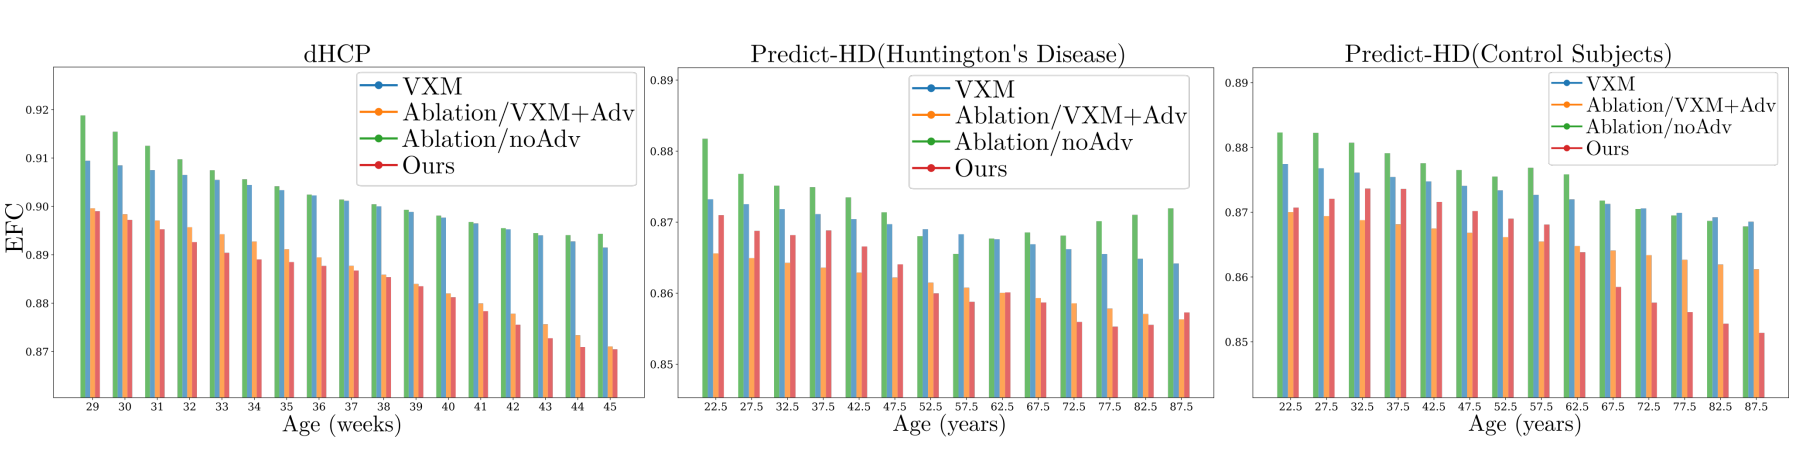 dHCP
EFC
0.92
0.91
0.90
0.89
0.88
0.87
VXM
Ablation/VXM+Adv
Ablation/noAdv
Ours
29 30 31 32 33 34 35 36 37 38 39 40 41 42 43 44 45
Age (weeks)
Predict-HD(Huntington's Disease)
0.89
0.88
0.87
0.86
0.85
VXM
Ablation/VXM+Adv
Ablation/noAdv
Ours
22.5 27.5 32.5 37.5 42.5 47.5 52.5 57.5 62.5 67.5 72.5 77.5 82.5 87.5
Age (years)
Predict-HD(Control Subjects)
0.89
0.88
0.87
0.86
0.85
VXM
Ablation/VXM+Adv
Ablation/noAdv
Ours
22.5 27.5 32.5 37.5 42.5 47.5 52.5 57.5 62.5 67.5 72.5 77.5 82.5 87.5
Age (years)